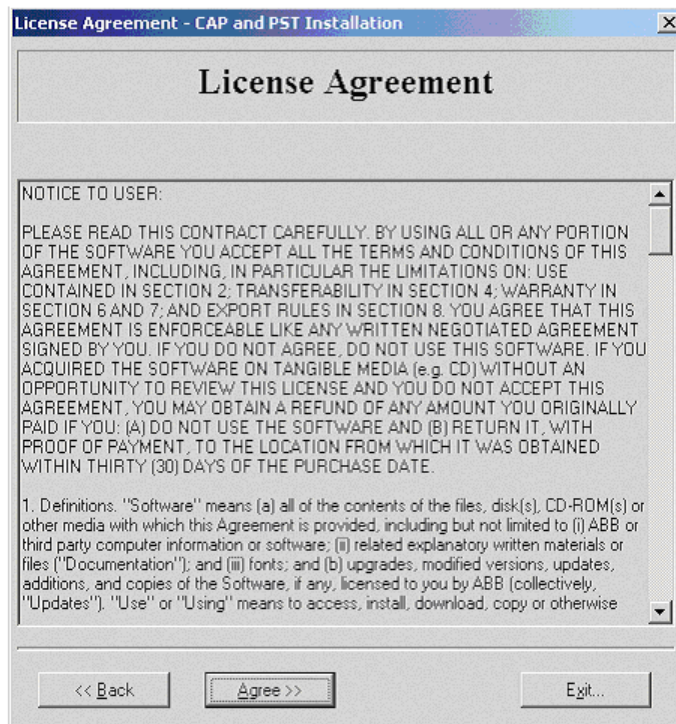 License Agreement - CAP and PST Installation
License Agreement
NOTICE TO USER:
PLEASE READ THIS CONTRACT CAREFULLY. BY USING ALL OR ANY PORTION
OF THE SOFTWARE YOU ACCEPT ALL THE TERMS AND CONDITIONS OF THIS
AGREEMENT, INCLUDING, IN PARTICULAR THE LIMITATIONS ON: USE
CONTAINED IN SECTION 2; TRANSFERABILITY IN SECTION 4; WARRANTY IN
SECTION 6 AND 7; AND EXPORT RULES IN SECTION 8. YOU AGREE THAT THIS
AGREEMENT IS ENFORCEABLE LIKE ANY WRITTEN NEGOTIATED AGREEMENT
SIGNED BY YOU. IF YOU DO NOT AGREE, DO NOT USE THIS SOFTWARE. IF YOU
ACQUIRED THE SOFTWARE ON TANGIBLE MEDIA (e.g. CD) WITHOUT AN
OPPORTUNITY TO REVIEW THIS LICENSE AND YOU DO NOT ACCEPT THIS
AGREEMENT, YOU MAY OBTAIN A REFUND OF ANY AMOUNT YOU ORIGINALLY
PAID IF YOU: (A) DO NOT USE THE SOFTWARE AND (B) RETURN IT, WITH
PROOF OF PAYMENT, TO THE LOCATION FROM WHICH IT WAS OBTAINED
WITHIN THIRTY (30) DAYS OF THE PURCHASE DATE.
1. Definitions. "Software" means (a) all of the contents of the files, disk(s), CD-ROM(s) or
other media with which this Agreement is provided, including but not limited to (i) ABB or
third party computer information or software; (ii) related explanatory written materials or
files ("Documentation"); and (iii) fonts; and (b) upgrades, modified versions, updates,
additions, and copies of the Software, if any, licensed to you by ABB (collectively,
"Updates"). "Use" or "Using" means to access, install, download, copy or otherwise
<< Back
Agree >>
Exit...